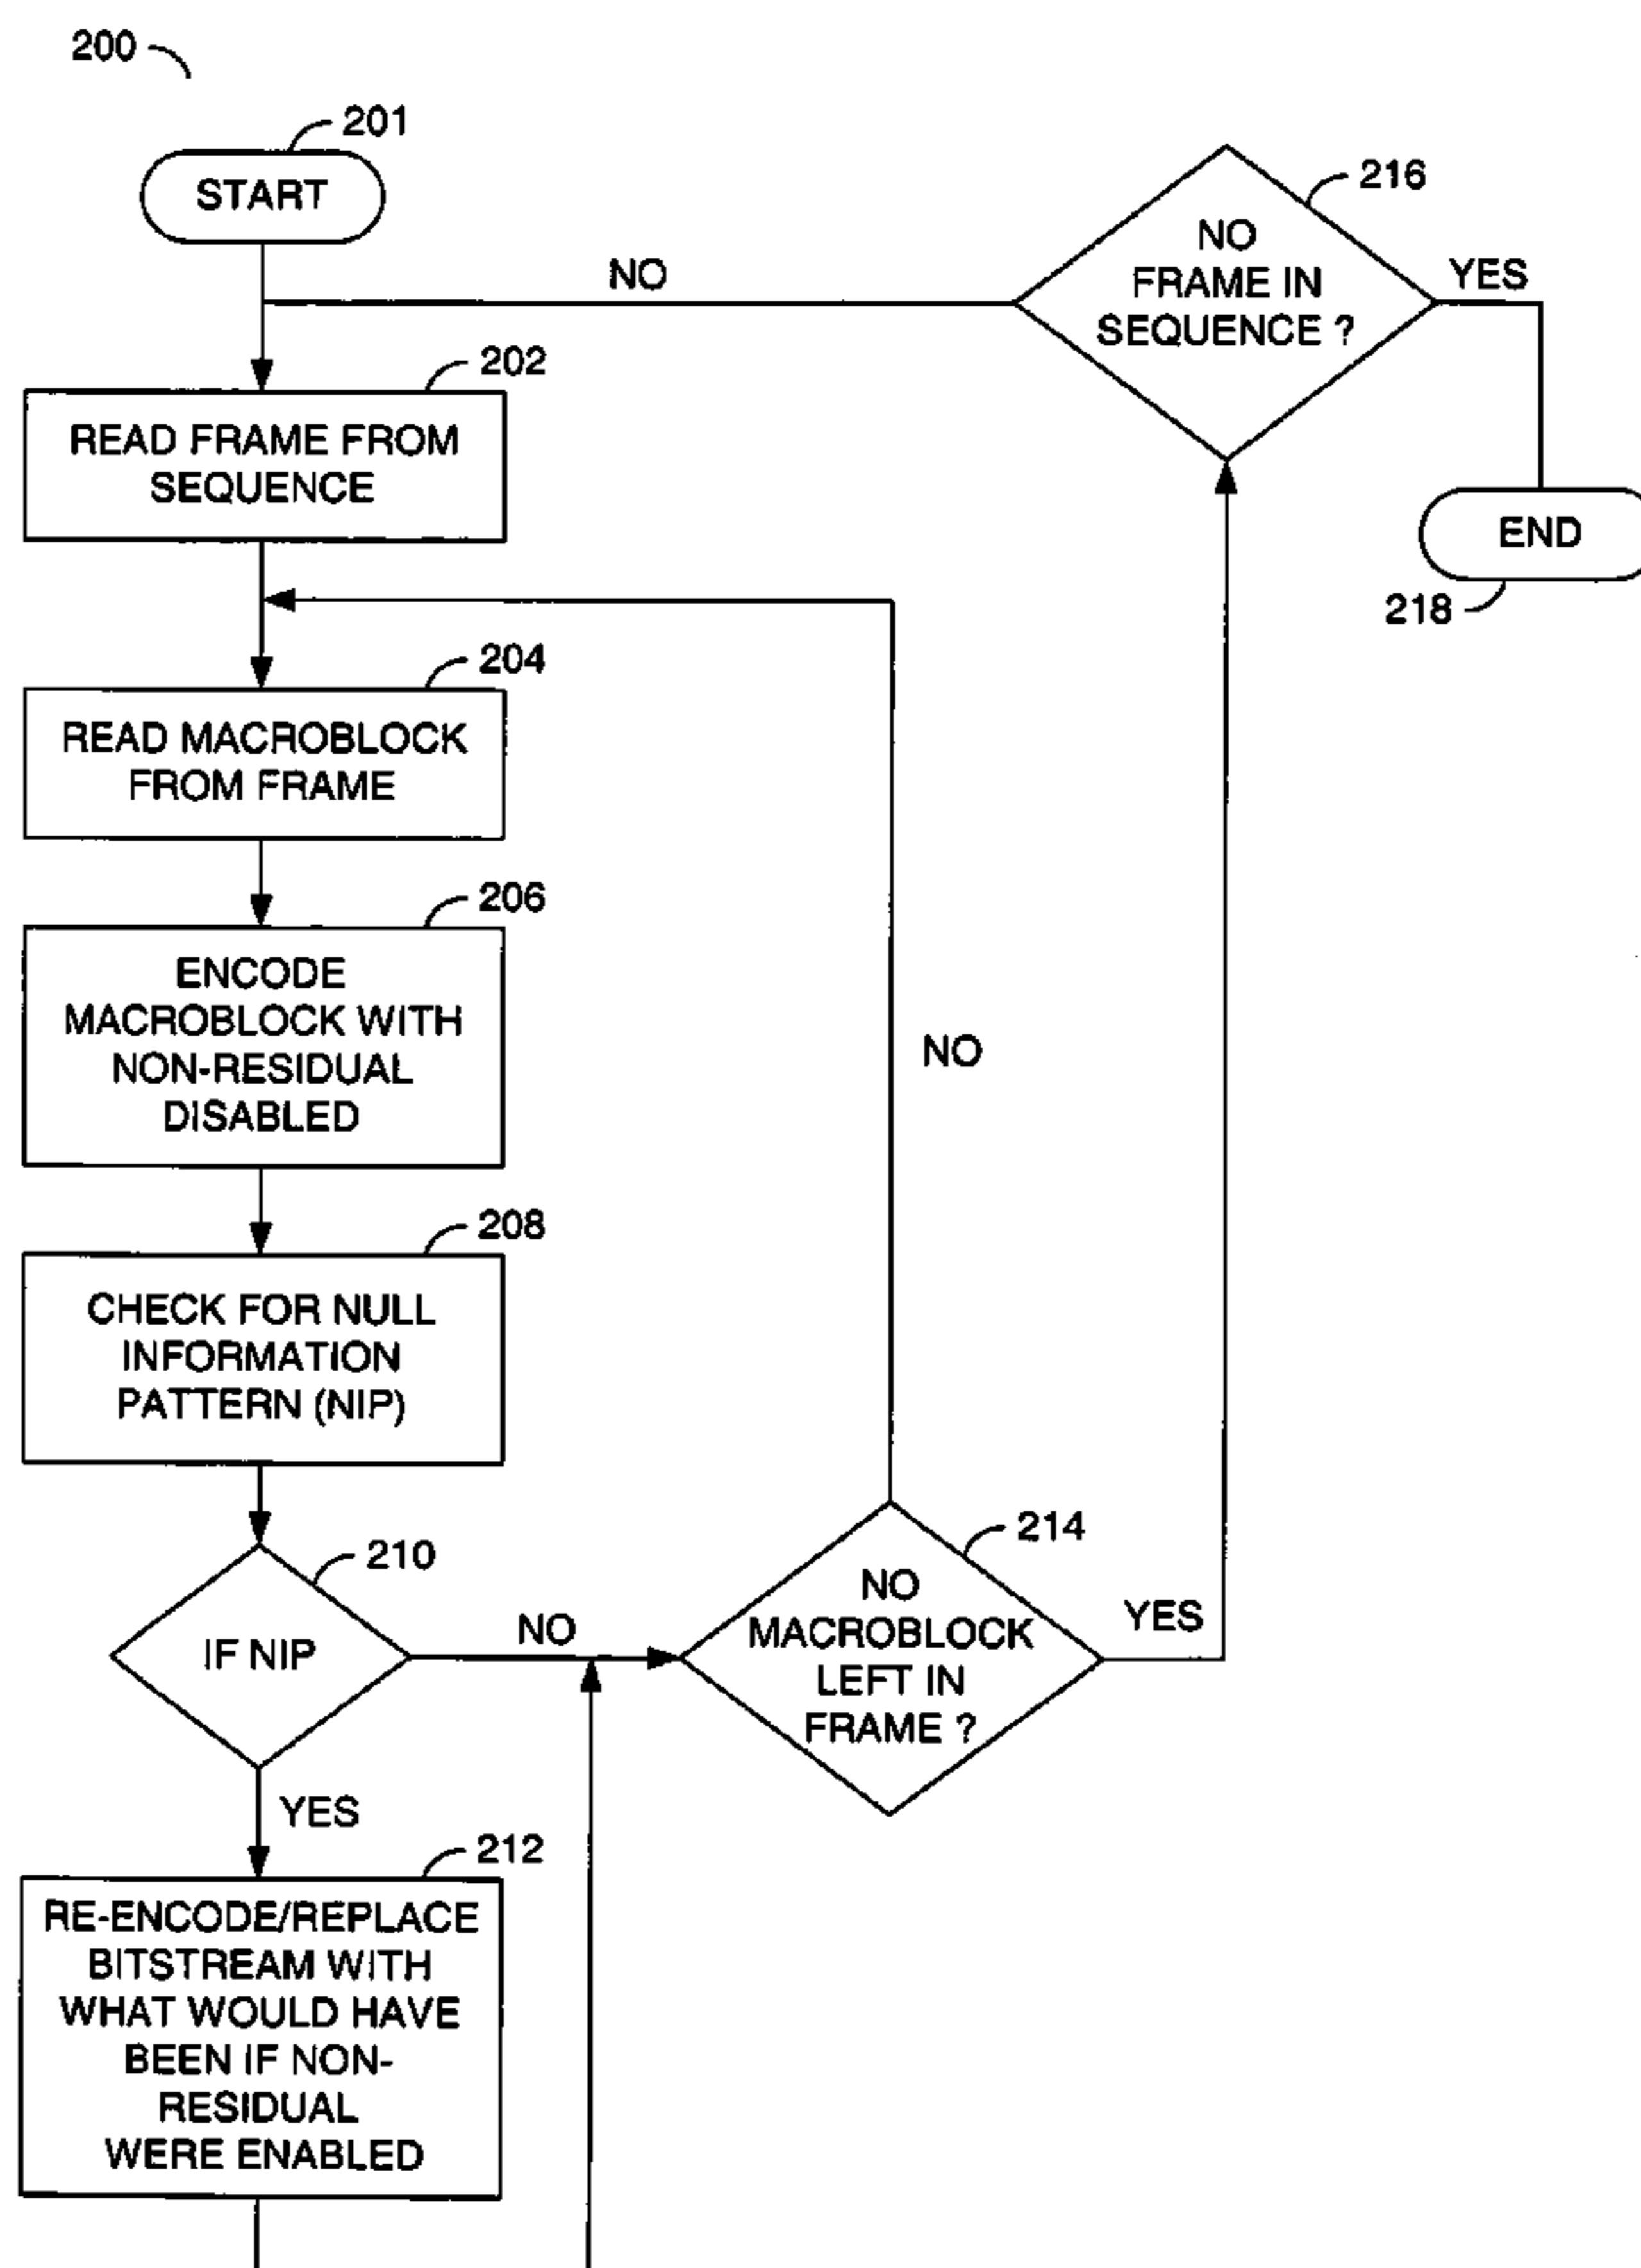 200
201
START
202
READ FRAME FROM
SEQUENCE
204
READ MACROBLOCK
FROM FRAME
206
ENCODE
MACROBLOCK WITH
NON-RESIDUAL
DISABLED
208
CHECK FOR NULL
INFORMATION
PATTERN (NIP)
210
IF NIP
NO
YES
212
RE-ENCODE/REPLACE
BITSTREAM WITH
WHAT WOULD HAVE
BEEN IF NON-
RESIDUAL
WERE ENABLED
214
NO
MACROBLOCK
LEFT IN
FRAME ?
NO
YES
216
NO
FRAME IN
SEQUENCE ?
NO
YES
END
218